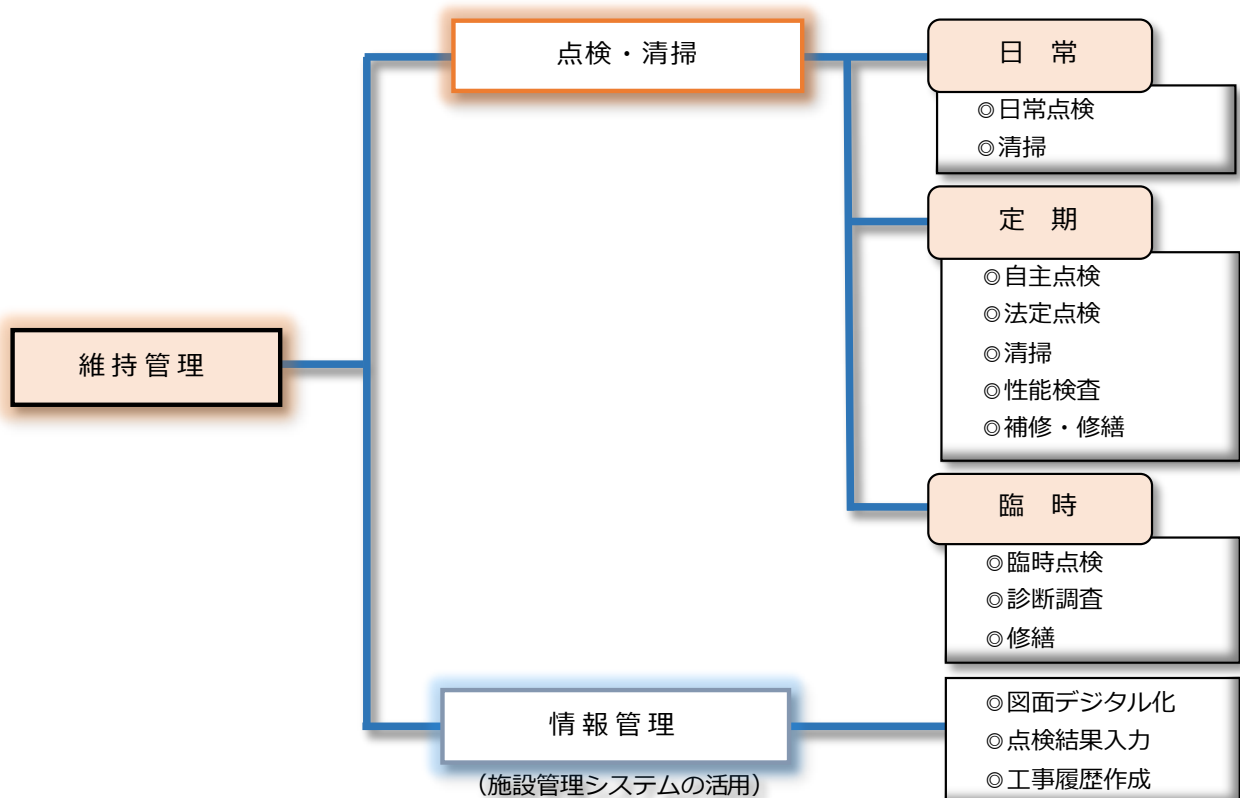 点検・清掃
日 常
◎日常点検
◎清掃
定 期
◎自主点検
◎法定点検
◎清掃
◎性能検査
◎補修・修繕
維持管理
臨 時
◎臨時点検
◎診断調査
◎修繕
情報管理
（施設管理システムの活用）
◎図面デジタル化
◎点検結果入力
◎工事履歴作成